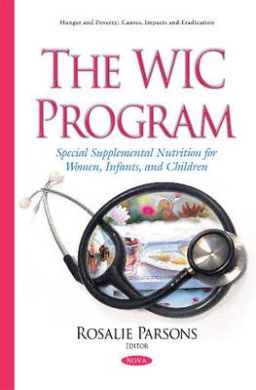 Hunger and Poverty: Causes, Impacts and Eradication
THE WIC
PROGRAM
Special Supplemental Nutrition for
Women, Infants, and Children
ROSALIE PARSONS
EDITOR
NOVA